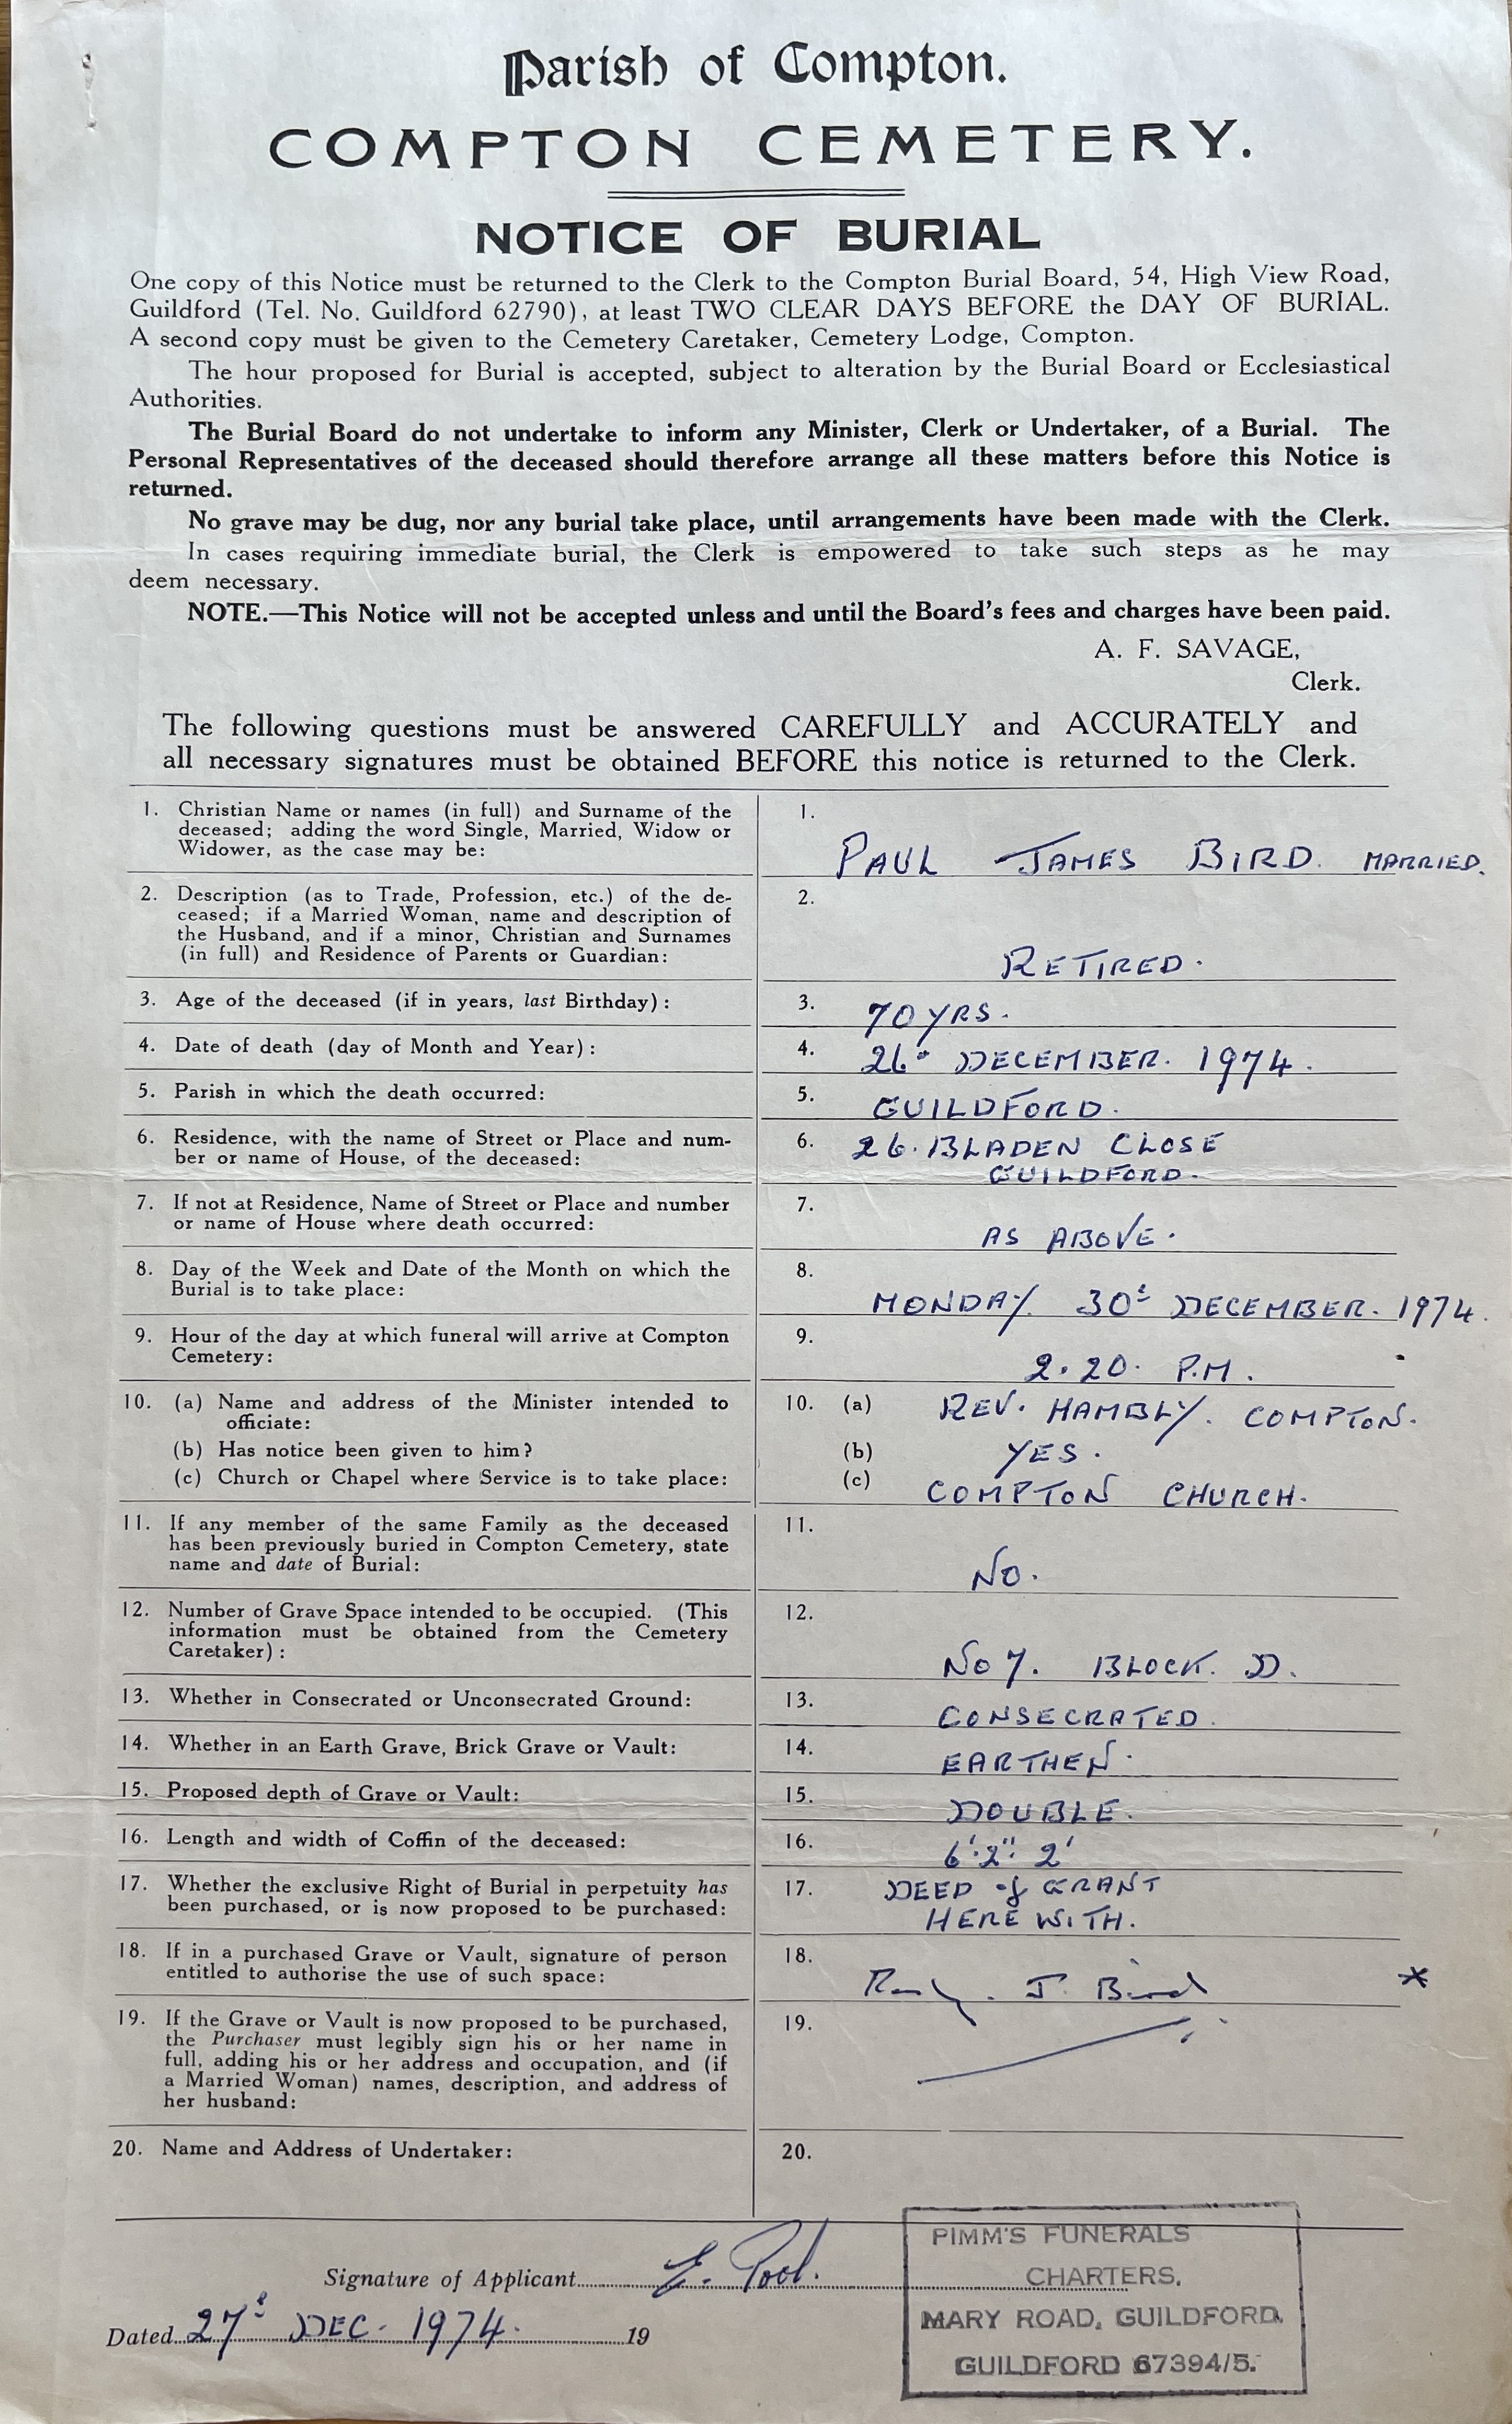 Parish of Compton.
COMPTON CEMETERY.
NOTICE OF BURIAL
One copy of this Notice must be returned to the Clerk to the Compton Burial Board, 54, High View Road,
Guildford (Tel. No. Guildford 62790), at least TWO CLEAR DAYS BEFORE the DAY OF BURIAL.
A second copy must be given to the Cemetery Caretaker, Cemetery Lodge, Compton.
The hour proposed for Burial is accepted, subject to alteration by the Burial Board or Ecclesiastical
Authorities.
The Burial Board do not undertake to inform any Minister, Clerk or Undertaker, of a Burial. The
Personal Representatives of the deceased should therefore arrange all these matters before this Notice is
returned.
No grave may be dug, nor any burial take place, until arrangements have been made with the Clerk.
In cases requiring immediate burial, the Clerk is empowered to take such steps as he may
deem necessary.
NOTE.—This Notice will not be accepted unless and until the Board's fees and charges have been paid.
A. F. SAVAGE,
Clerk.
The following questions must be answered CAREFULLY and ACCURATELY and
all necessary signatures must be obtained BEFORE this notice is returned to the Clerk.
1. Christian Name or names (in full) and Surname of the
deceased; adding the word Single, Married, Widow or
Widower, as the case may be:
1.
PAUL JAMES BIRD. MARRIED.
2. Description (as to Trade, Profession, etc.) of the de-
ceased; if a Married Woman, name and description of
the Husband, and if a minor, Christian and Surnames
(in full) and Residence of Parents or Guardian:
2.
RETIRED.
3. Age of the deceased (if in years, last Birthday):
3. 70 YRS.
4. Date of death (day of Month and Year):
4. 26. DECEMBER. 1974.
5. Parish in which the death occurred:
5. GUILDFORD.
6. Residence, with the name of Street or Place and num-
ber or name of House, of the deceased:
6. 26. BLADEN CLOSE
GUILDFORD.
7. If not at Residence, Name of Street or Place and number
or name of House where death occurred:
7.
AS ABOVE.
8. Day of the Week and Date of the Month on which the
Burial is to take place:
8.
MONDAY. 30t DECEMBER. 1974.
9. Hour of the day at which funeral will arrive at Compton
Cemetery:
9.
2.20. P.M.
10. (a) Name and address of the Minister intended to
officiate:
(b) Has notice been given to him?
(c) Church or Chapel where Service is to take place:
10. (a) REV. HAMBLY. COMPTON.
(b) YES.
(c) COMPTON CHURCH.
11. If any member of the same Family as the deceased
has been previously buried in Compton Cemetery, state
name and date of Burial:
11.
NO.
12. Number of Grave Space intended to be occupied. (This
information must be obtained from the Cemetery
Caretaker):
12.
No 7. BLOCK. D.
13. Whether in Consecrated or Unconsecrated Ground:
13. CONSECRATED.
14. Whether in an Earth Grave, Brick Grave or Vault:
14. EARTHEN.
15. Proposed depth of Grave or Vault:
15. DOUBLE.
16. Length and width of Coffin of the deceased:
16. 6'.2". 2'
17. Whether the exclusive Right of Burial in perpetuity has
been purchased, or is now proposed to be purchased:
17. DEED of GRANT
HERE WITH.
18. If in a purchased Grave or Vault, signature of person
entitled to authorise the use of such space:
18. J. Bird *
19. If the Grave or Vault is now proposed to be purchased,
the Purchaser must legibly sign his or her name in
full, adding his or her address and occupation, and (if
a Married Woman) names, description, and address of
her husband:
19.
20. Name and Address of Undertaker:
20.
PIMM'S FUNERALS
CHARTERS,
MARY ROAD, GUILDFORD.
GUILDFORD 67394/5.
Signature of Applicant E. Pool.
Dated 27t DEC. 1974. 19